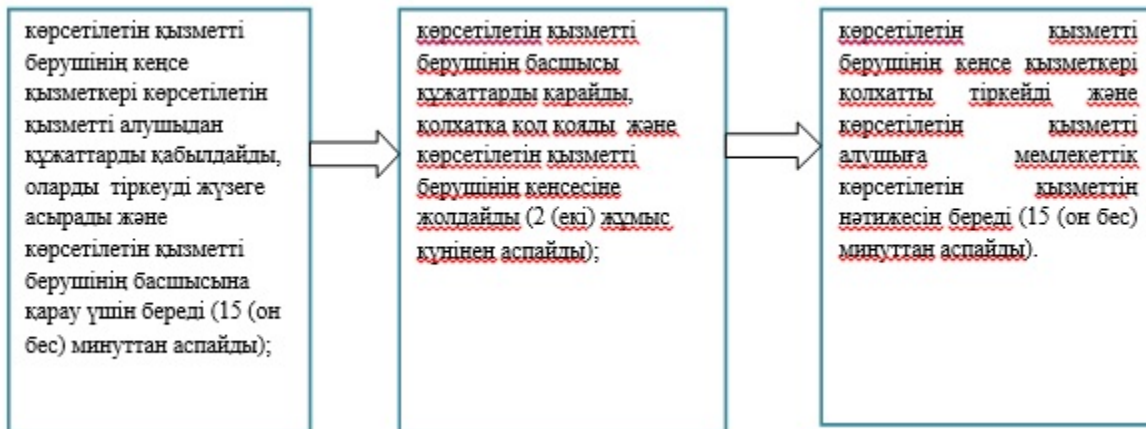 көрсетілетін қызметті
берушінің кеңсе
қызметкері көрсетілетін
қызметті алушыдан
құжаттарды қабылдайды,
оларды тіркеуді жүзеге
асырады және
көрсетілетін қызметті
берушінің басшысына
қарау үшін береді (15 (он
бес) минуттан аспайды);
көрсетілетін қызметті
берушінің басшысы
құжаттарды қарайды,
қолхатқа қол қояды және
көрсетілетін қызметті
берушінің кеңсесіне
жолдайды (2 (екі) жұмыс
күнінен аспайды);
көрсетілетін қызметті
берушінің кеңсе қызметкері
қолхатты тіркейді және
көрсетілетін қызметті
алушыға мемлекеттік
көрсетілетін қызметтің
нәтижесін береді (15 (он бес)
минуттан аспайды).